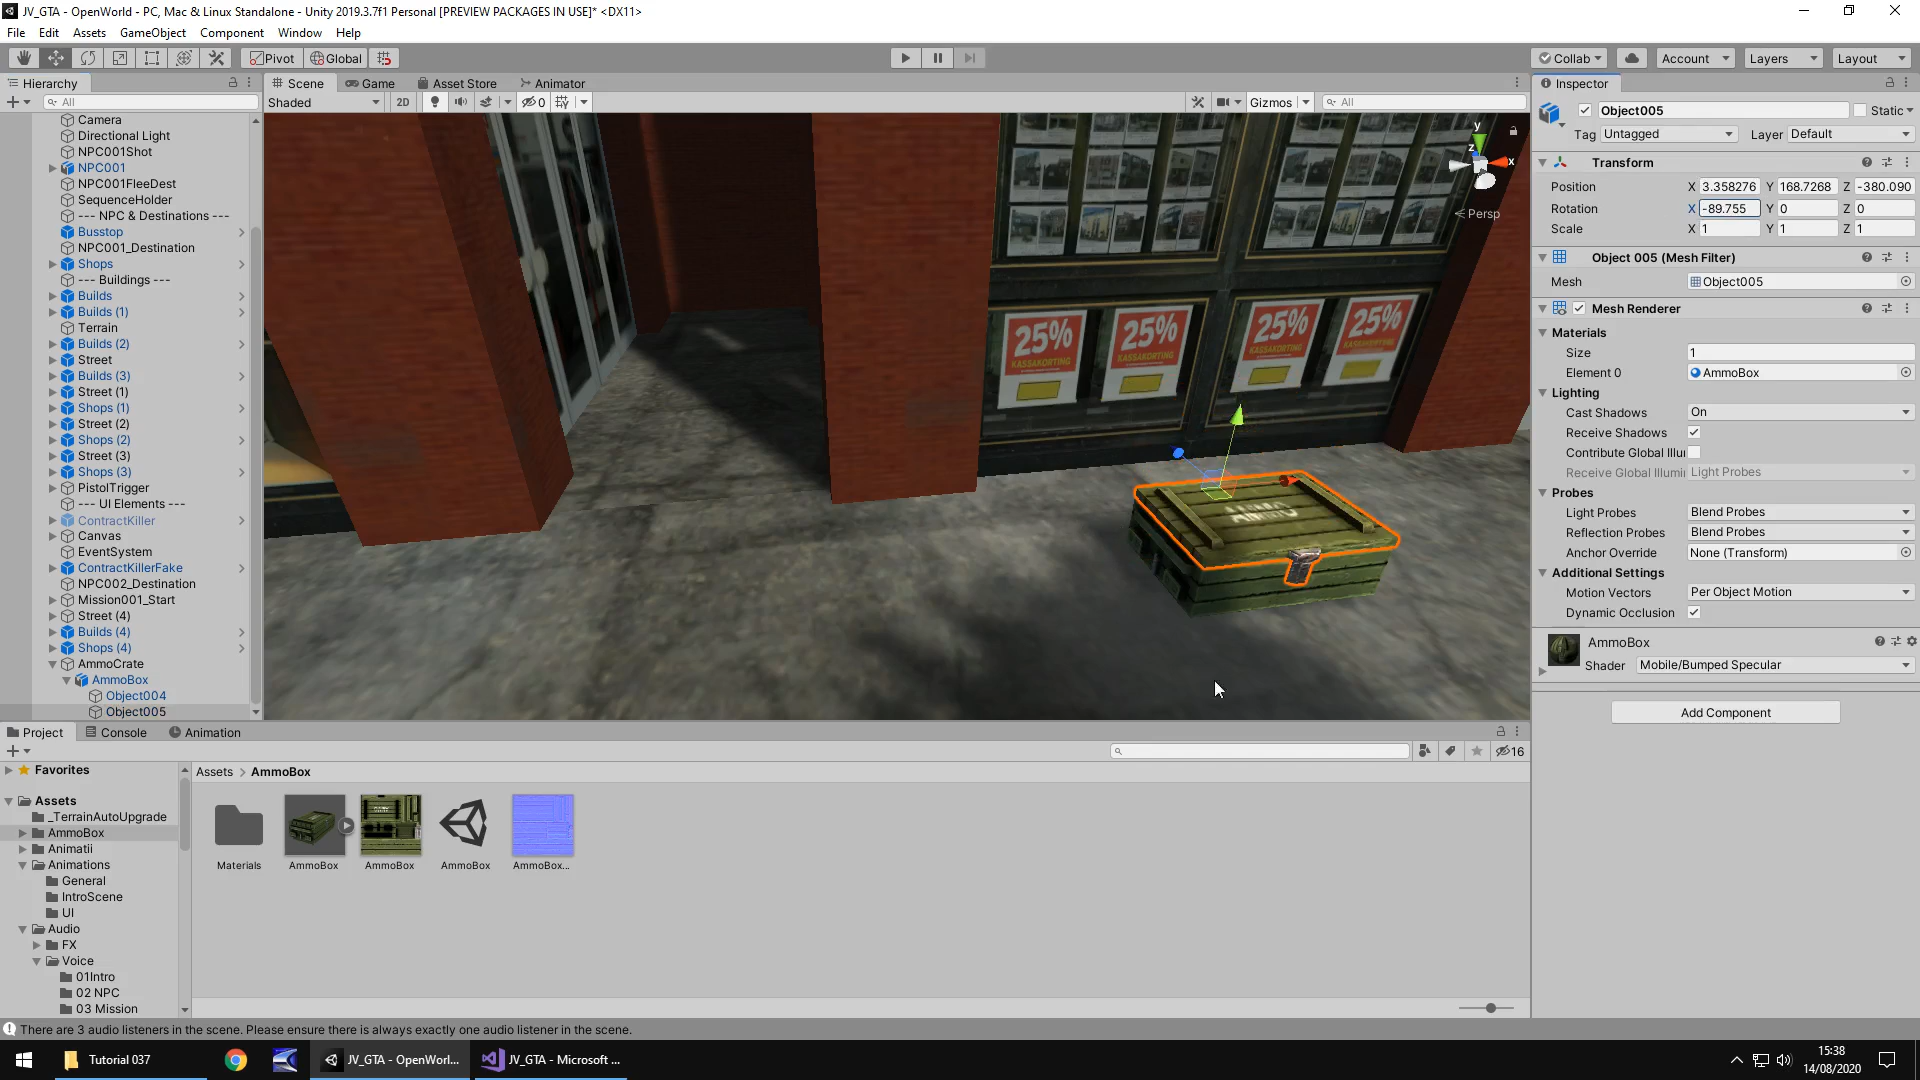 JV_GTA - OpenWorld - PC, Mac & Linux Standalone - Unity 2019.3.7f1 Personal [PREVIEW PACKAGES IN USE]* <DX11>
File Edit Assets GameObject Component Window Help
Pivot Global Collab Account Layers Layout
Hierarchy Scene Game Asset Store Animator Inspector
All Shaded 2D 0 Gizmos All
Camera
Directional Light
NPC001Shot
NPC001
NPC001FleeDest
SequenceHolder
--- NPC & Destinations ---
Busstop
NPC001_Destination
Shops
--- Buildings ---
Builds
Builds (1)
Terrain
Builds (2)
Street
Builds (3)
Street (1)
Shops (1)
Street (2)
Shops (2)
Street (3)
Shops (3)
PistolTrigger
--- UI Elements ---
ContractKiller
Canvas
EventSystem
ContractKillerFake
NPC002_Destination
Mission001_Start
Street (4)
Builds (4)
Shops (4)
AmmoCrate
AmmoBox
Object004
Object005
y
z x
< Persp
25% 25% 25% 25%
KASSAKORTING KASSAKORTING KASSAKORTING KASSAKORTING
AMMO
Object005 Static
Tag Untagged Layer Default
Transform
Position X 3.358276 Y 168.7268 Z -380.090
Rotation X -89.755 Y 0 Z 0
Scale X 1 Y 1 Z 1
Object 005 (Mesh Filter)
Mesh Object005
Mesh Renderer
Materials
Size 1
Element 0 AmmoBox
Lighting
Cast Shadows On
Receive Shadows
Contribute Global Illu
Receive Global Illumi Light Probes
Probes
Light Probes Blend Probes
Reflection Probes Blend Probes
Anchor Override None (Transform)
Additional Settings
Motion Vectors Per Object Motion
Dynamic Occlusion
AmmoBox
Shader Mobile/Bumped Specular
Add Component
Project Console Animation
16
Favorites
Assets
_TerrainAutoUpgrade
AmmoBox
Animatii
Animations
General
IntroScene
UI
Audio
FX
Voice
01Intro
02 NPC
03 Mission
Assets > AmmoBox
Materials AmmoBox AmmoBox AmmoBox AmmoBox...
There are 3 audio listeners in the scene. Please ensure there is always exactly one audio listener in the scene.
Tutorial 037 JV_GTA - OpenWorl... JV_GTA - Microsoft ...
15:38
14/08/2020